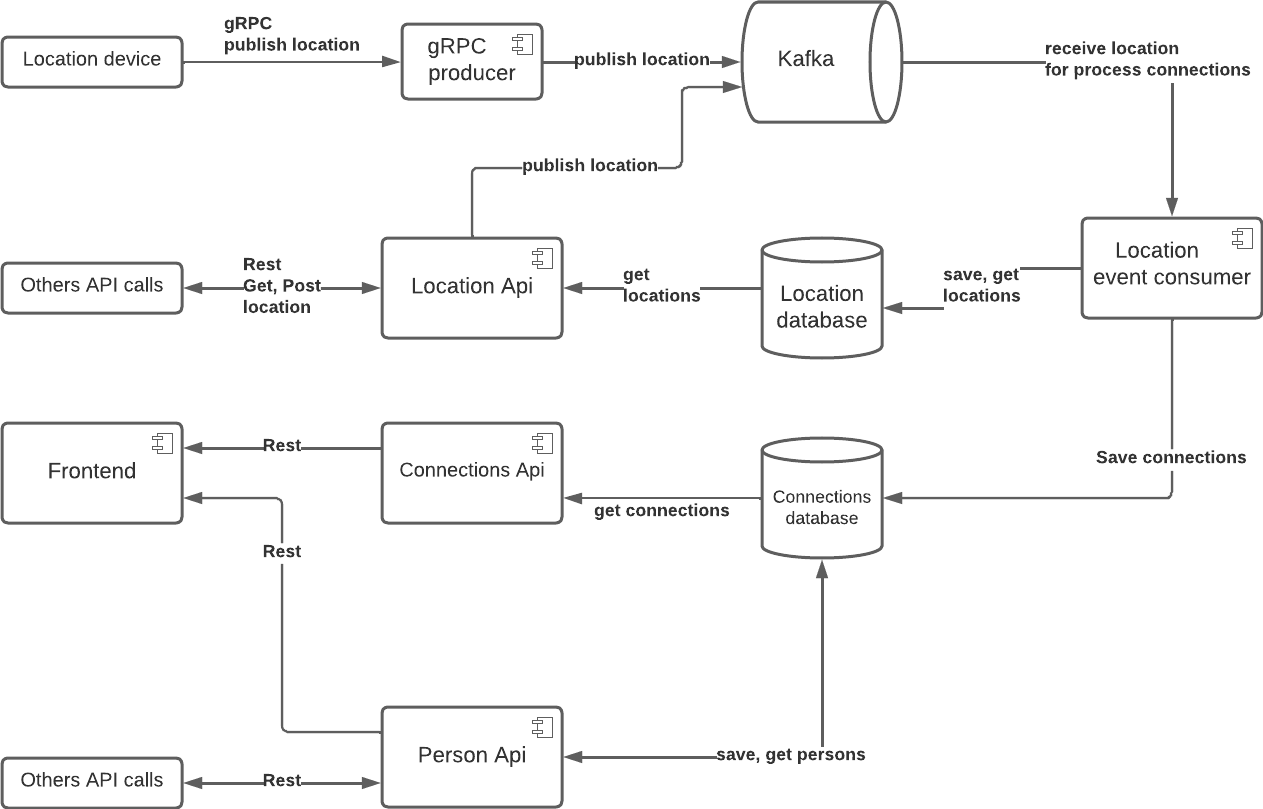 gRPC
publish location
Location device
gRPC
producer
publish location
Kafka
receive location
for process connections
publish location
Others API calls
Rest
Get, Post
location
Location Api
get
locations
Location
database
save, get
locations
Location
event consumer
Frontend
Rest
Connections Api
get connections
Connections
database
Save connections
Rest
Person Api
save, get persons
Others API calls
Rest